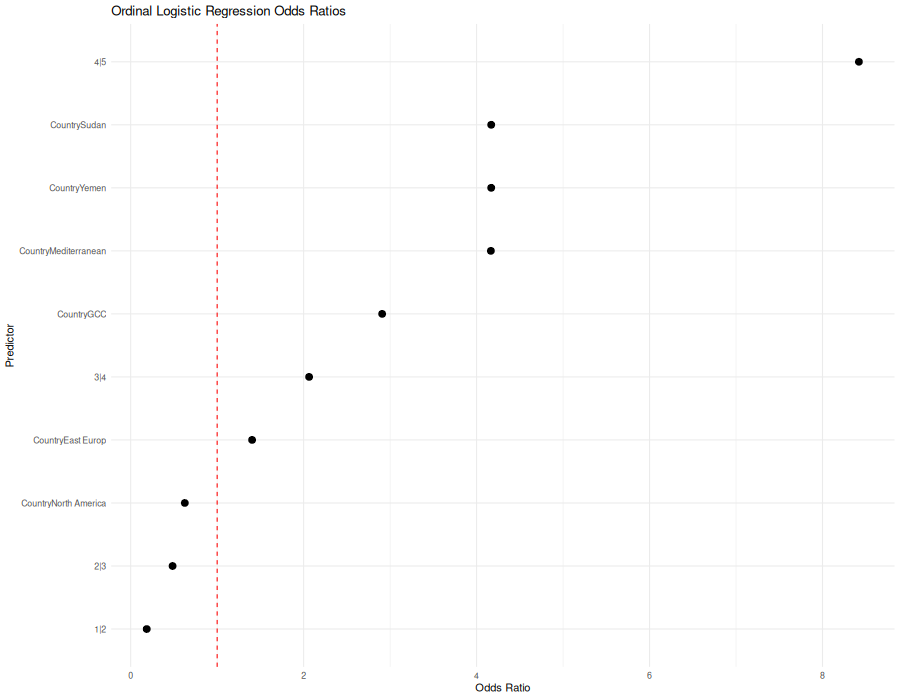 Ordinal Logistic Regression Odds Ratios
Predictor
4|5
CountrySudan
CountryYemen
CountryMediterranean
CountryGCC
3|4
CountryEast Europ
CountryNorth America
2|3
1|2
0 2 4 6 8
Odds Ratio